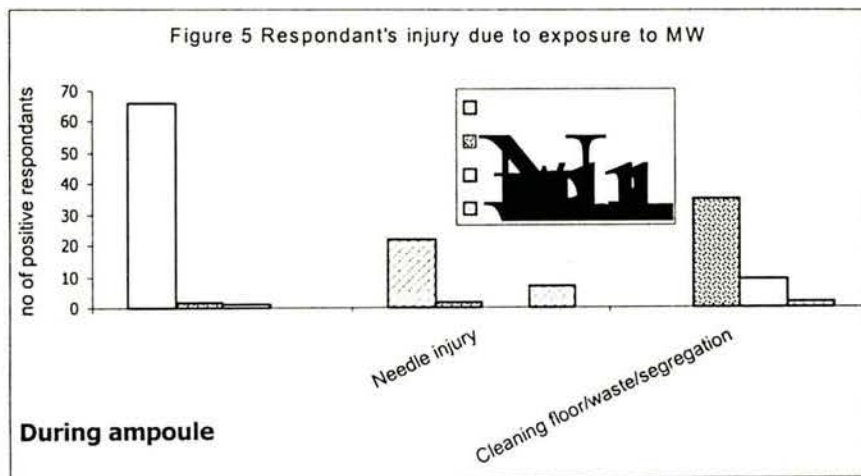 Figure 5 Respondant's injury due to exposure to MW
no of positive respondants
70
60
50
40
30
20
10
0
Needle injury
Cleaning floor/waste/segregation
During ampoule